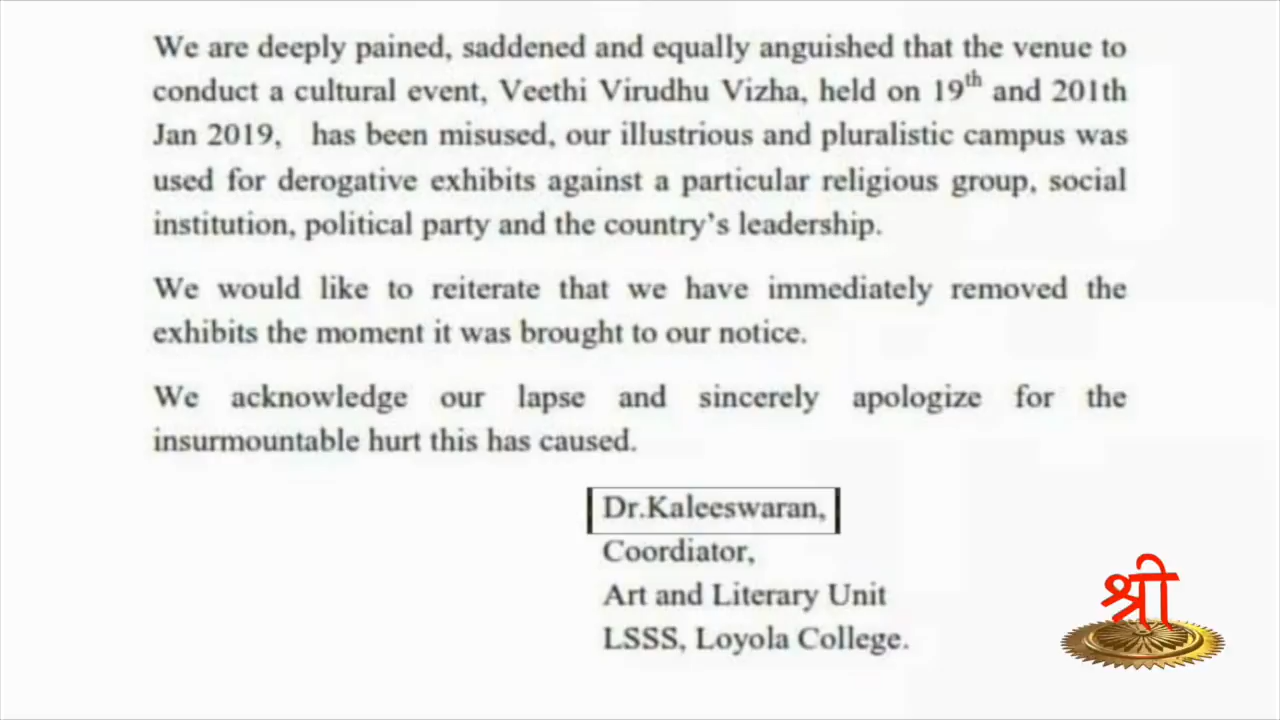 We are deeply pained, saddened and equally anguished that the venue to
conduct a cultural event, Veethi Virudhu Vizha, held on 19th and 201th
Jan 2019, has been misused, our illustrious and pluralistic campus was
used for derogative exhibits against a particular religious group, social
institution, political party and the country's leadership.
We would like to reiterate that we have immediately removed the
exhibits the moment it was brought to our notice.
We acknowledge our lapse and sincerely apologize for the
insurmountable hurt this has caused.
Dr.Kaleeswaran,
Coordiator,
Art and Literary Unit
LSSS, Loyola College.
श्री